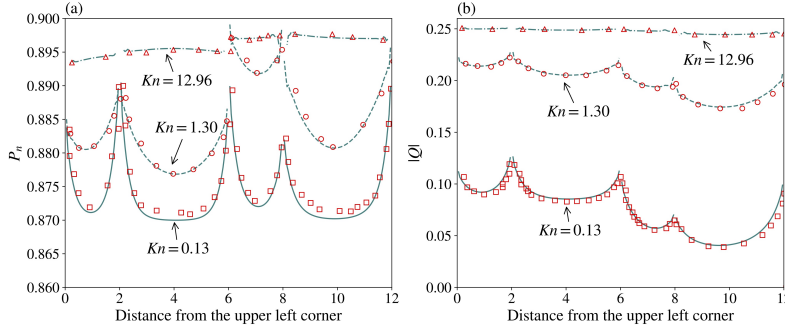 (a)
0.900
0.895
0.890
0.885
0.880
0.875
0.870
0.865
0.860
P_n
Kn = 12.96
Kn = 1.30
Kn = 0.13
0 2 4 6 8 10 12
Distance from the upper left corner
(b)
0.25
0.20
0.15
0.10
0.05
0.00
|Q|
Kn = 12.96
Kn = 1.30
Kn = 0.13
0 2 4 6 8 10 12
Distance from the upper left corner